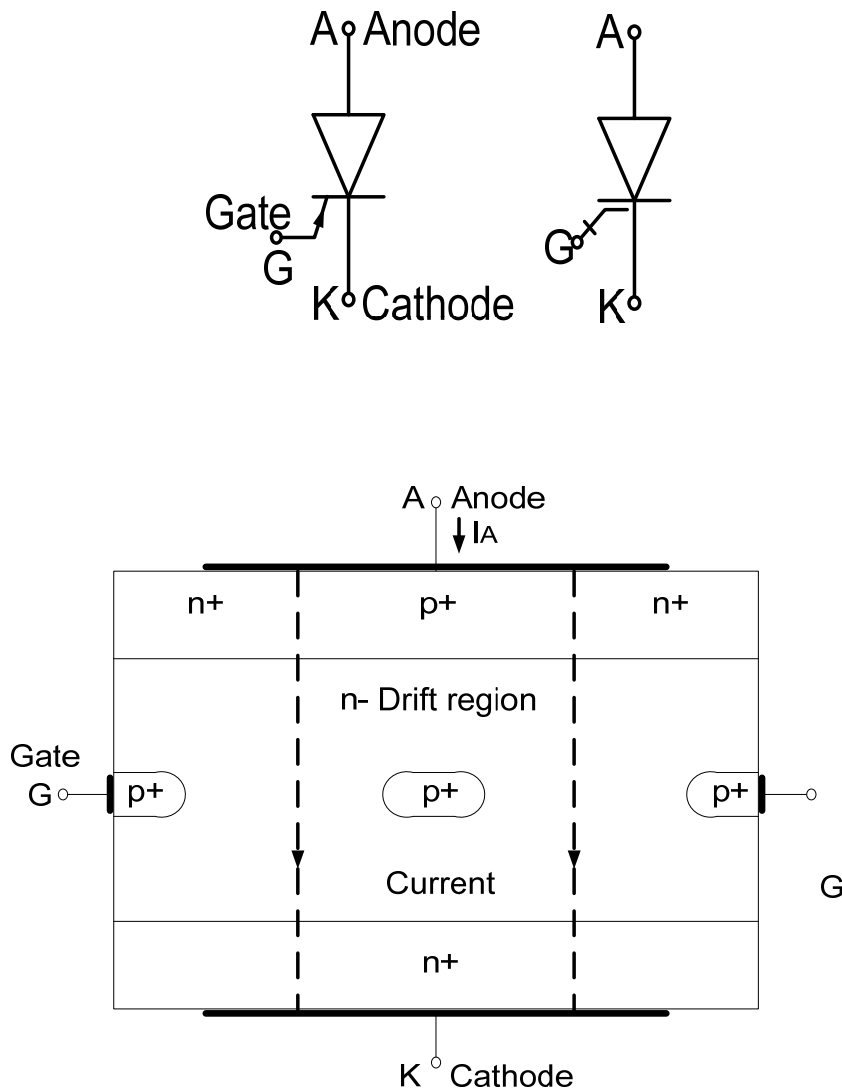 A Anode
A
Gate
G
G
K Cathode
K
A Anode
IA
n+ p+ n+
n- Drift region
Gate
G p+ p+ p+
Current
G
n+
K Cathode